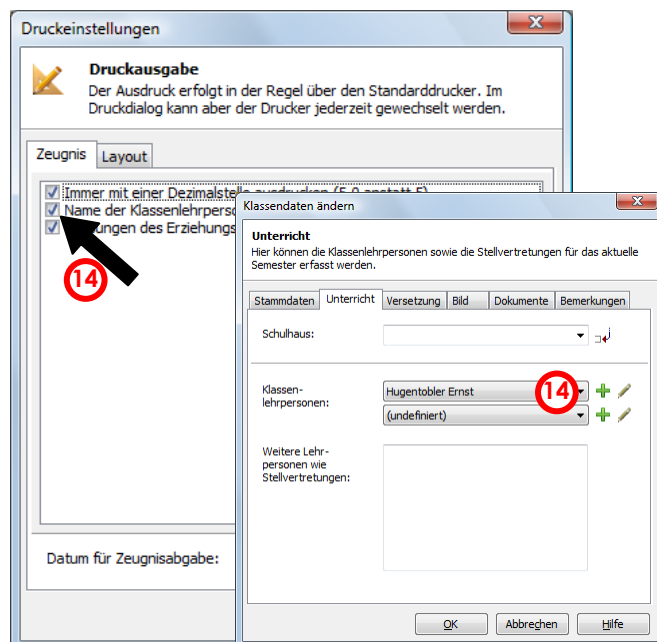 Druckeinstellungen
Druckausgabe
Der Ausdruck erfolgt in der Regel über den Standarddrucker. Im
Druckdialog kann aber der Drucker jederzeit gewechselt werden.
Zeugnis Layout
Immer mit einer Dezimalstelle ausdrucken (5.0 anstatt 5)
Name der Klassenlehrperso
des Erziehungs
14
Datum für Zeugnisabgabe:
Klassendaten ändern
Unterricht
Hier können die Klassenlehrpersonen sowie die Stellvertretungen für das aktuelle
Semester erfasst werden.
Stammdaten Unterricht Versetzung Bild Dokumente Bemerkungen
Schulhaus:
Klassen-
lehrpersonen:
Hugentobler Ernst
14
(undefiniert)
Weitere Lehr-
personen wie
Stellvertretungen:
OK Abbrechen Hilfe